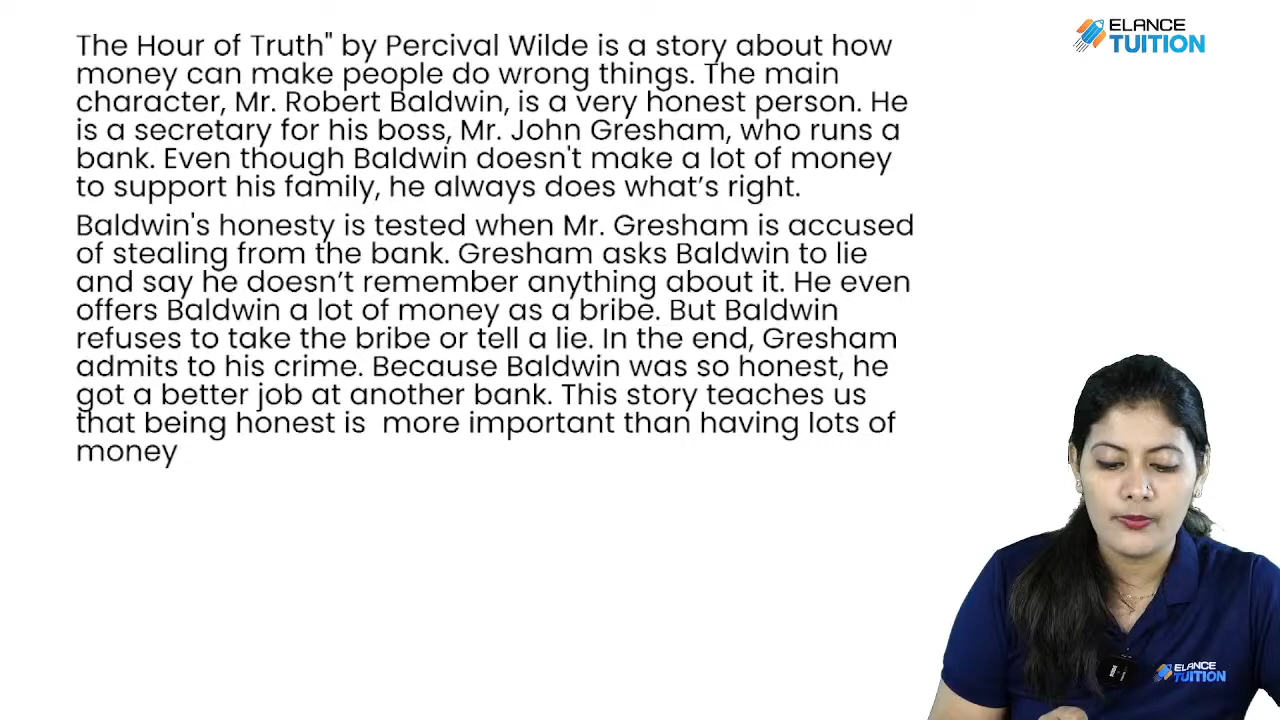 The Hour of Truth" by Percival Wilde is a story about how
money can make people do wrong things. The main
character, Mr. Robert Baldwin, is a very honest person. He
is a secretary for his boss, Mr. John Gresham, who runs a
bank. Even though Baldwin doesn't make a lot of money
to support his family, he always does what’s right.
Baldwin's honesty is tested when Mr. Gresham is accused
of stealing from the bank. Gresham asks Baldwin to lie
and say he doesn’t remember anything about it. He even
offers Baldwin a lot of money as a bribe. But Baldwin
refuses to take the bribe or tell a lie. In the end, Gresham
admits to his crime. Because Baldwin was so honest, he
got a better job at another bank. This story teaches us
that being honest is  more important than having lots of
money
ELANCE
TUITION
ELANCE
TUITION